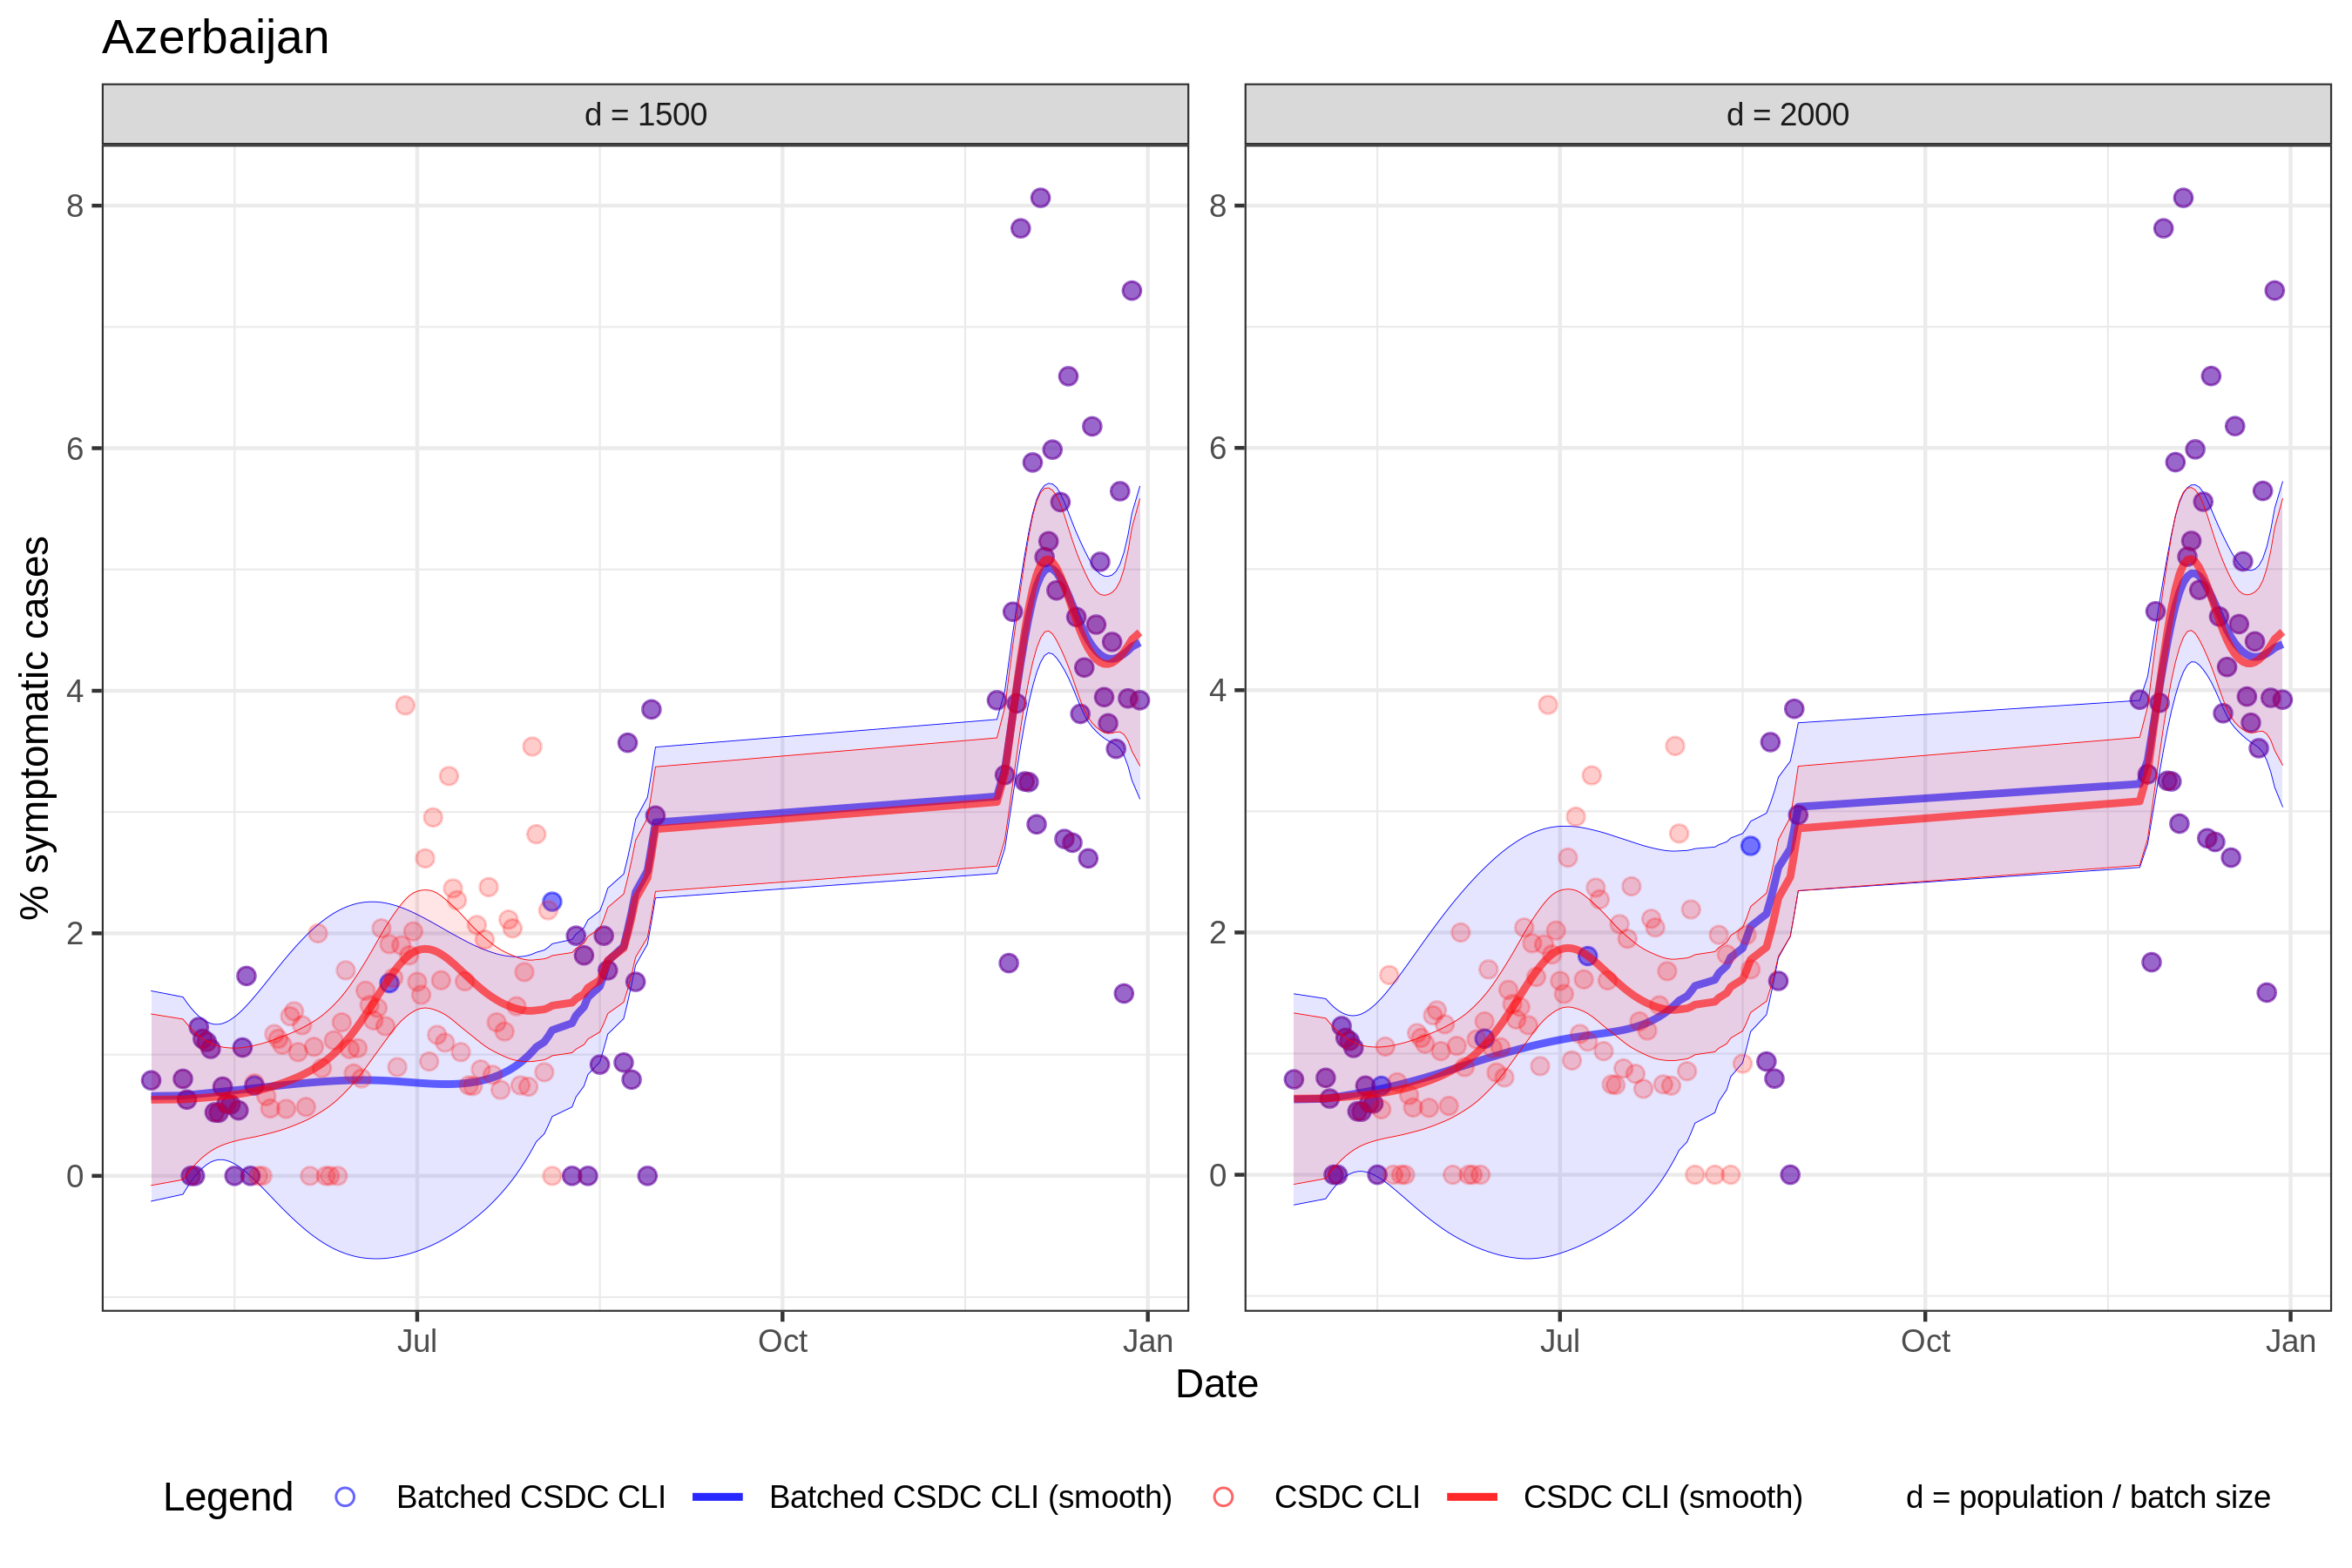 Azerbaijan
d = 1500
d = 2000
% symptomatic cases
8
6
4
2
0
8
6
4
2
0
Jul
Oct
Jan
Jul
Oct
Jan
Date
Legend
Batched CSDC CLI
Batched CSDC CLI (smooth)
CSDC CLI
CSDC CLI (smooth)
d = population / batch size